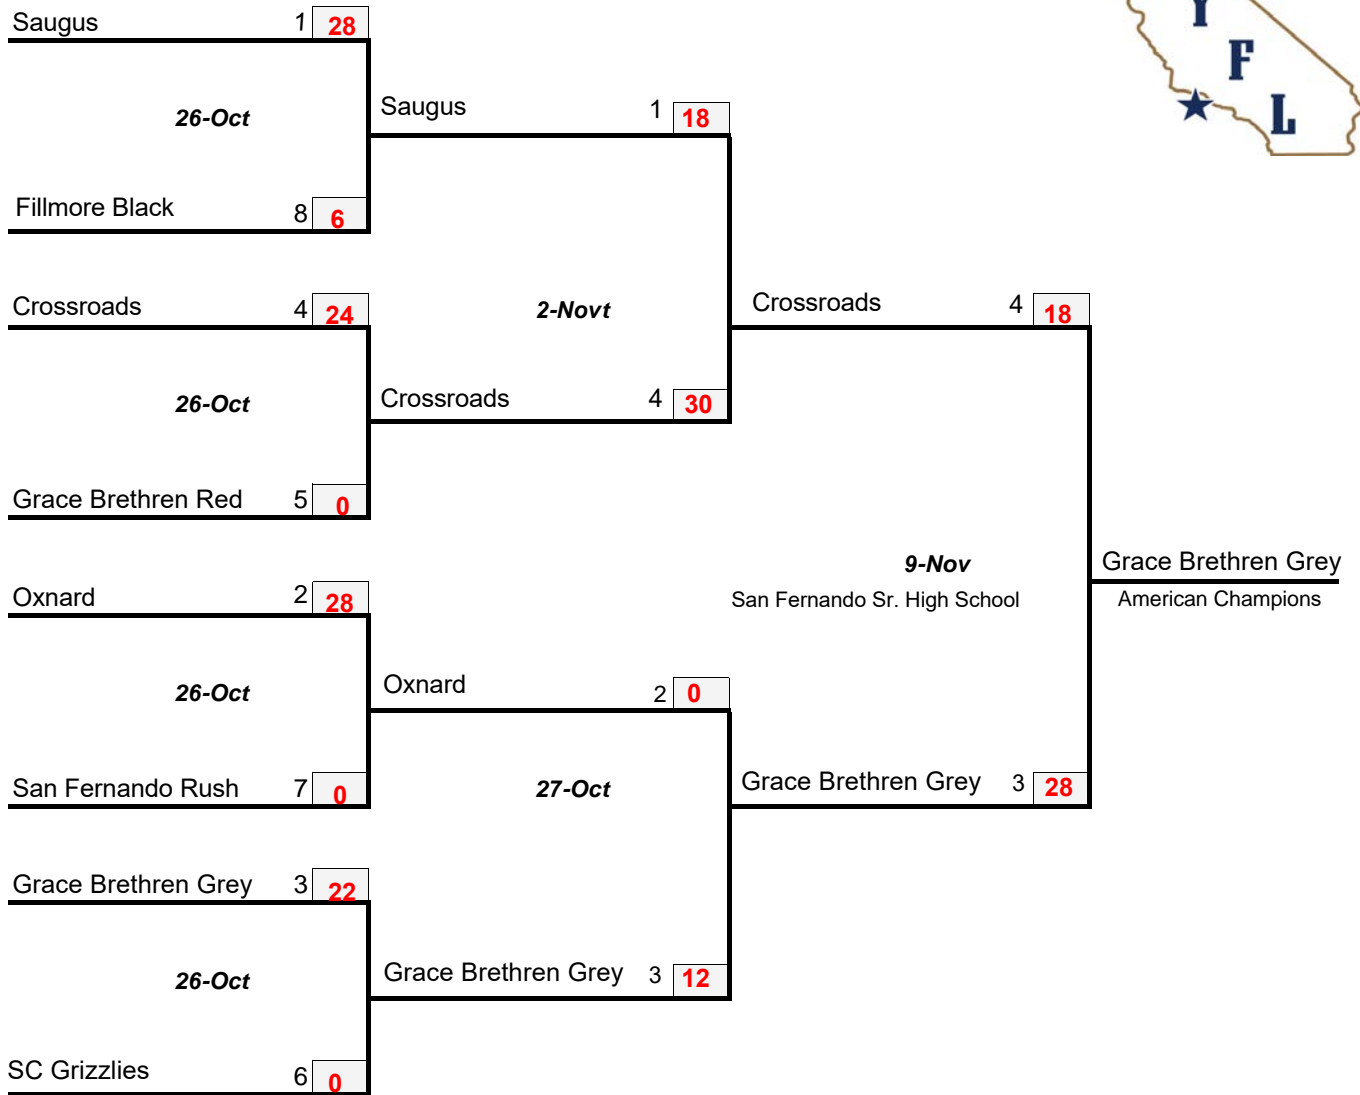 Saugus 1 28
26-Oct
Fillmore Black 8 6
Crossroads 4 24
26-Oct
Grace Brethren Red 5 0
Oxnard 2 28
26-Oct
San Fernando Rush 7 0
Grace Brethren Grey 3 22
26-Oct
SC Grizzlies 6 0
Saugus 1 18
2-Novt
Crossroads 4 30
Oxnard 2 0
27-Oct
Grace Brethren Grey 3 12
Crossroads 4 18
9-Nov
San Fernando Sr. High School
Grace Brethren Grey 3 28
Grace Brethren Grey
American Champions
Y
F
L